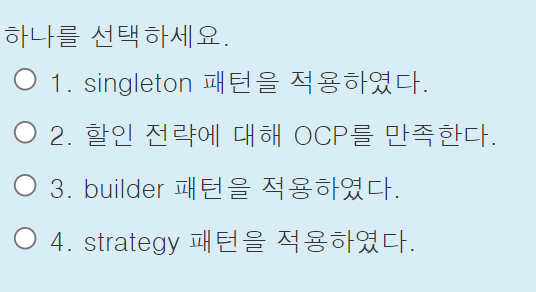 하나를 선택하세요.
1. singleton 패턴을 적용하였다.
2. 할인 전략에 대해 OCP를 만족한다.
3. builder 패턴을 적용하였다.
4. strategy 패턴을 적용하였다.